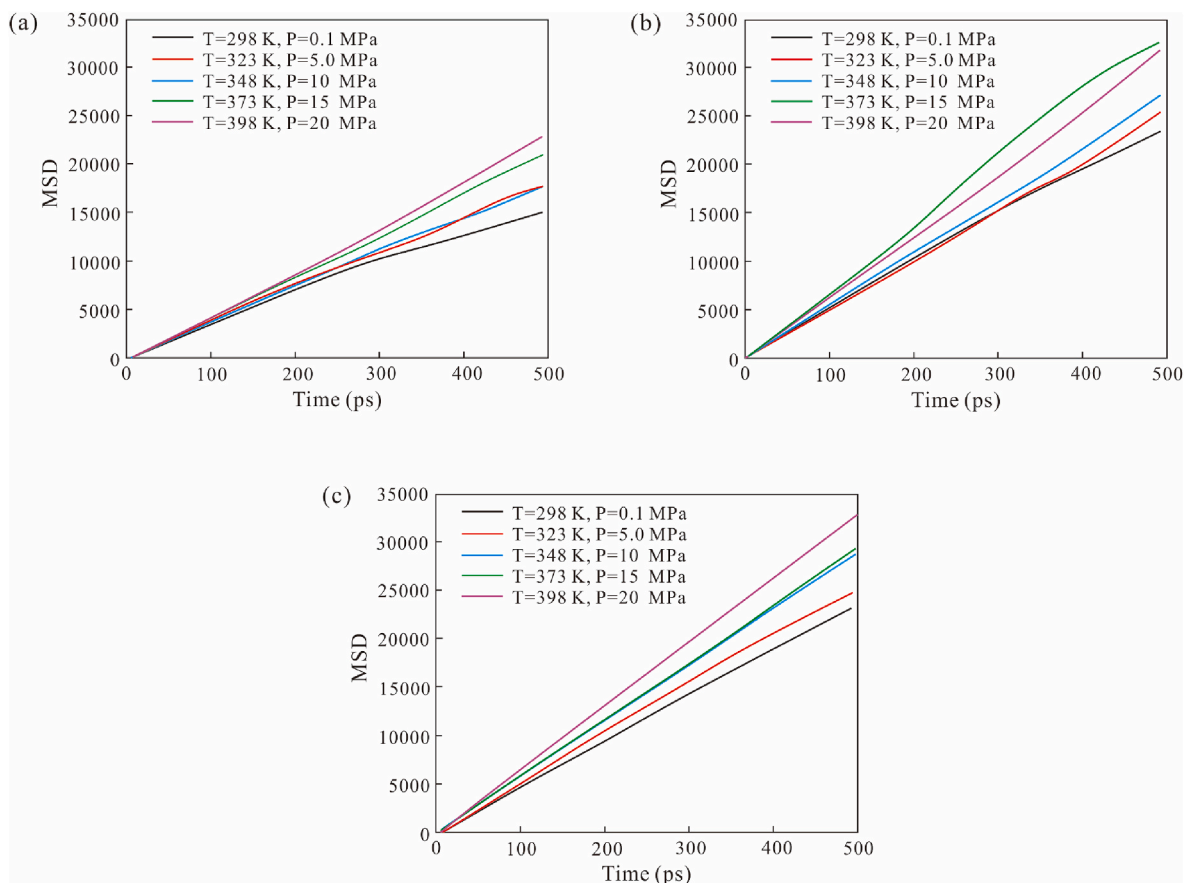 (a)
35000
30000
25000
20000
15000
10000
5000
0
MSD
T=298 K, P=0.1 MPa
T=323 K, P=5.0 MPa
T=348 K, P=10 MPa
T=373 K, P=15 MPa
T=398 K, P=20 MPa
0 100 200 300 400 500
Time (ps)
(b)
35000
30000
25000
20000
15000
10000
5000
0
MSD
T=298 K, P=0.1 MPa
T=323 K, P=5.0 MPa
T=348 K, P=10 MPa
T=373 K, P=15 MPa
T=398 K, P=20 MPa
0 100 200 300 400 500
Time (ps)
(c)
35000
30000
25000
20000
15000
10000
5000
0
MSD
T=298 K, P=0.1 MPa
T=323 K, P=5.0 MPa
T=348 K, P=10 MPa
T=373 K, P=15 MPa
T=398 K, P=20 MPa
0 100 200 300 400 500
Time (ps)